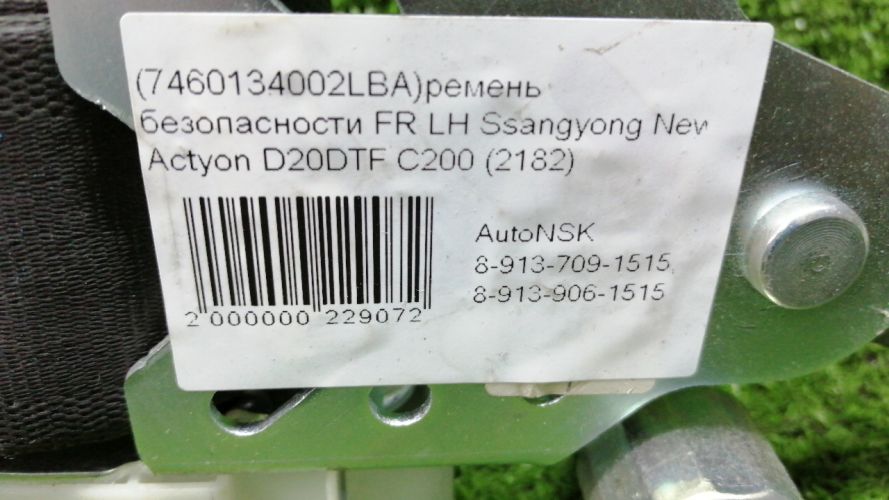 (7460134002LBA)ремень
безопасности FR LH Ssangyong New
Actyon D20DTF C200 (2182)
AutoNSK
8-913-709-1515,
8-913-906-1515
2 000000 229072